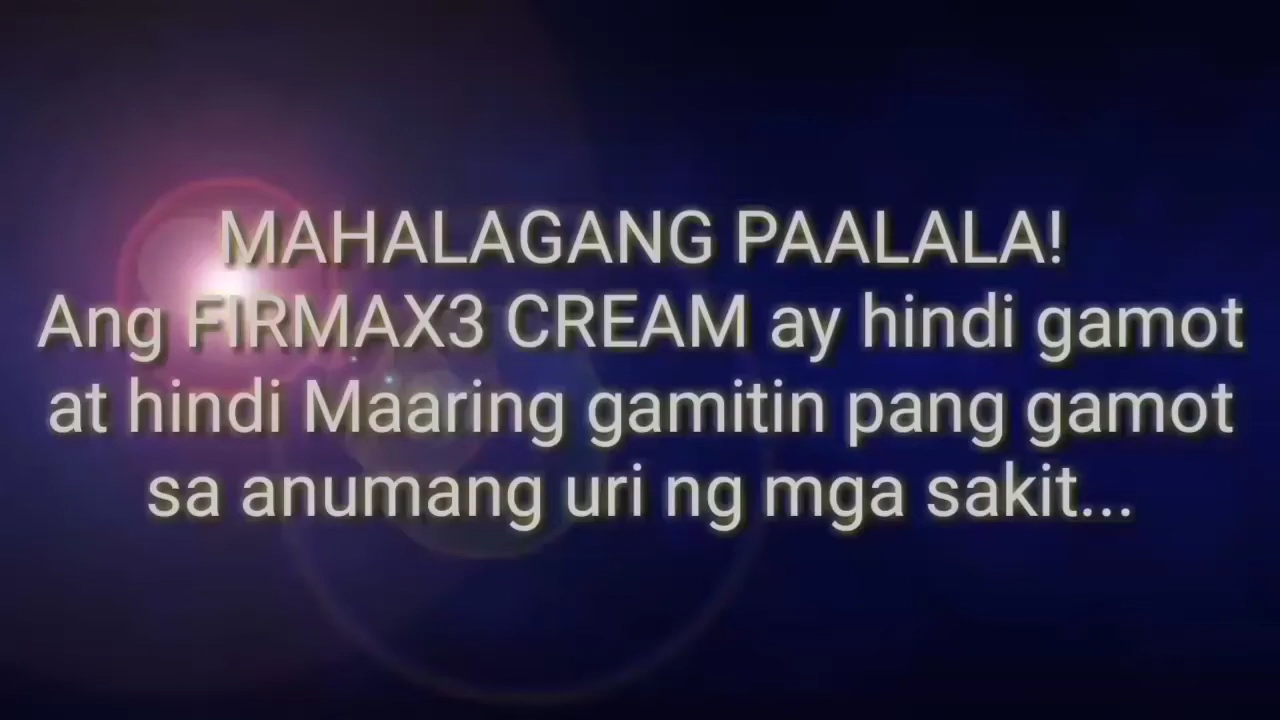 MAHALAGANG PAALALA!
Ang FIRMAX3 CREAM ay hindi gamot
at hindi Maaring gamitin pang gamot
sa anumang uri ng mga sakit...